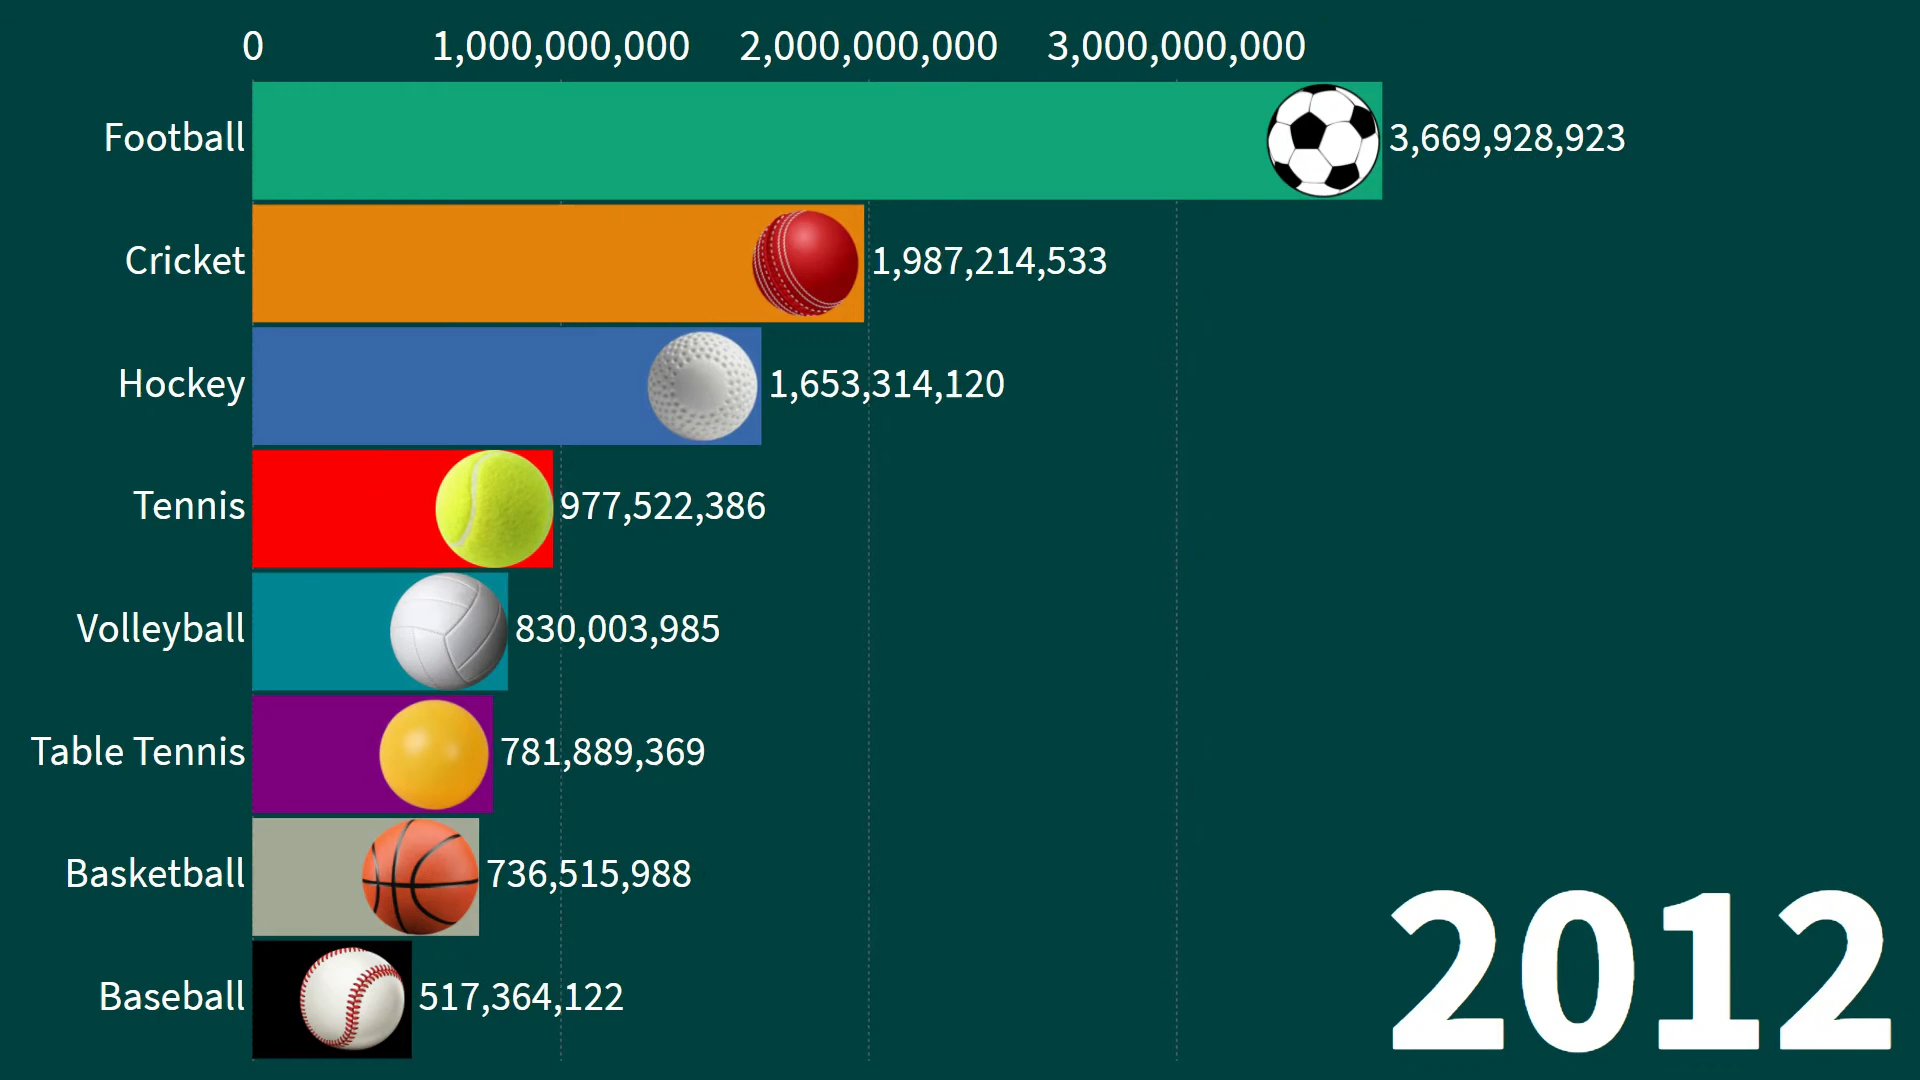 0 1,000,000,000 2,000,000,000 3,000,000,000
Football 3,669,928,923
Cricket 1,987,214,533
Hockey 1,653,314,120
Tennis 977,522,386
Volleyball 830,003,985
Table Tennis 781,889,369
Basketball 736,515,988
Baseball 517,364,122
2012